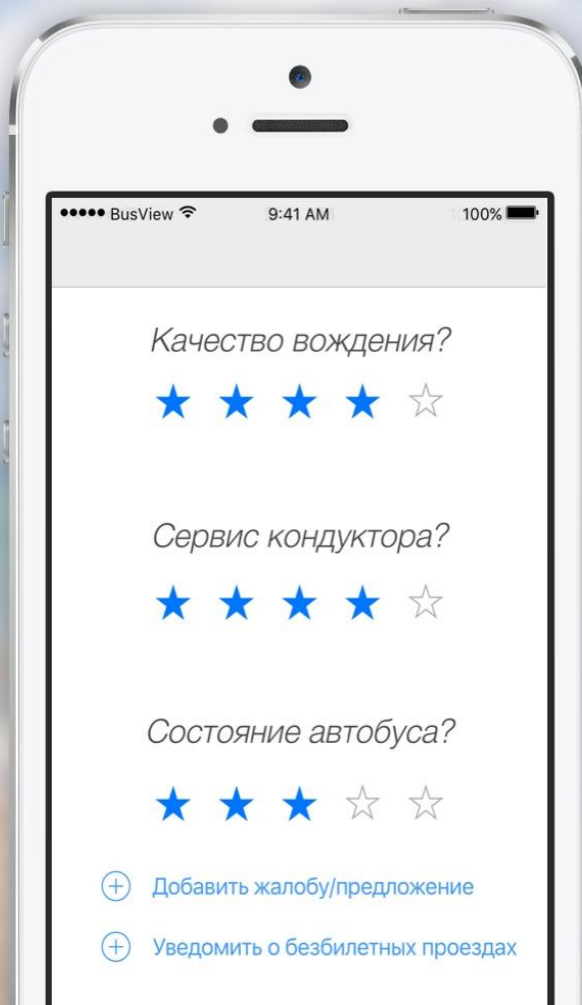 BusView 9:41 AM 100%
Качество вождения?
Сервис кондуктора?
Состояние автобуса?
Добавить жалобу/предложение
Уведомить о безбилетных проездах